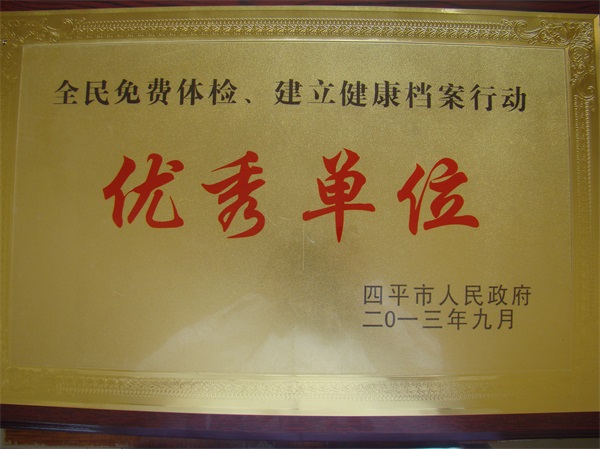 全民免费体检、建立健康档案行动
优秀单位
四平市人民政府
二〇一三年九月